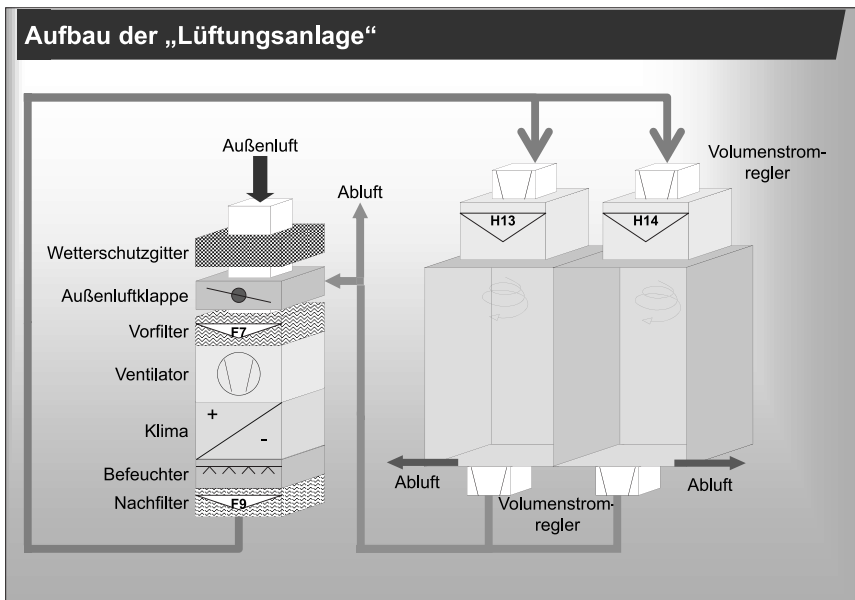 Aufbau der „Lüftungsanlage“
Außenluft
Abluft
Volumenstrom-
regler
H13
H14
Wetterschutzgitter
Außenluftklappe
Vorfilter
F7
Ventilator
Klima
+
-
Befeuchter
Nachfilter
F9
Abluft
Abluft
Volumenstrom-
regler